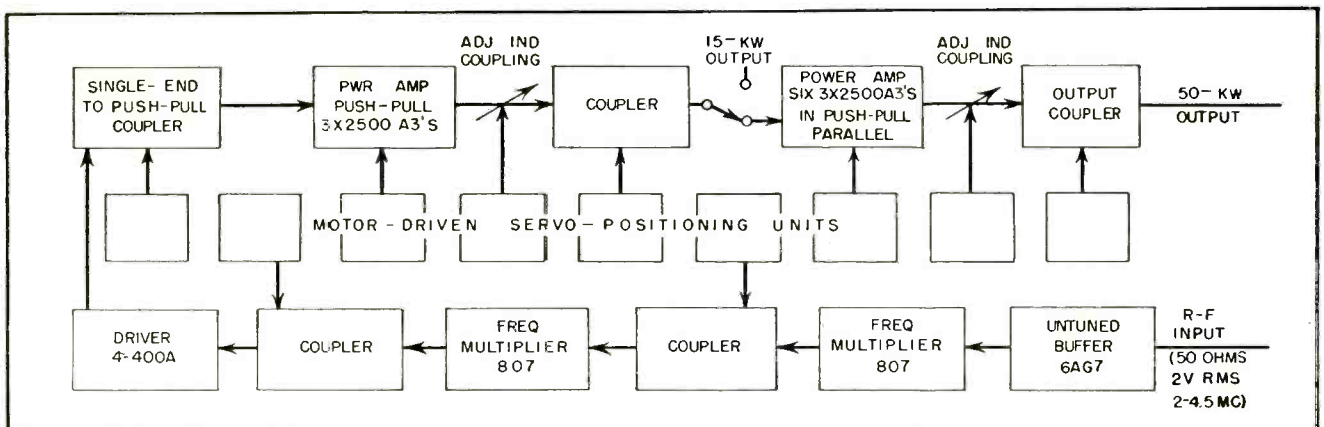 ADJ IND
COUPLING
15-KW
OUTPUT
ADJ IND
COUPLING
SINGLE-END
TO PUSH-PULL
COUPLER
PWR AMP
PUSH-PULL
3X2500 A3'S
COUPLER
POWER AMP
SIX 3X2500A3'S
IN PUSH-PULL
PARALLEL
OUTPUT
COUPLER
50-KW
OUTPUT
MOTOR-DRIVEN SERVO-POSITIONING UNITS
DRIVER
4-400A
COUPLER
FREQ
MULTIPLIER
807
COUPLER
FREQ
MULTIPLIER
807
UNTUNED
BUFFER
6AG7
R-F
INPUT
(50 OHMS
2V RMS
2-4.5 MC)